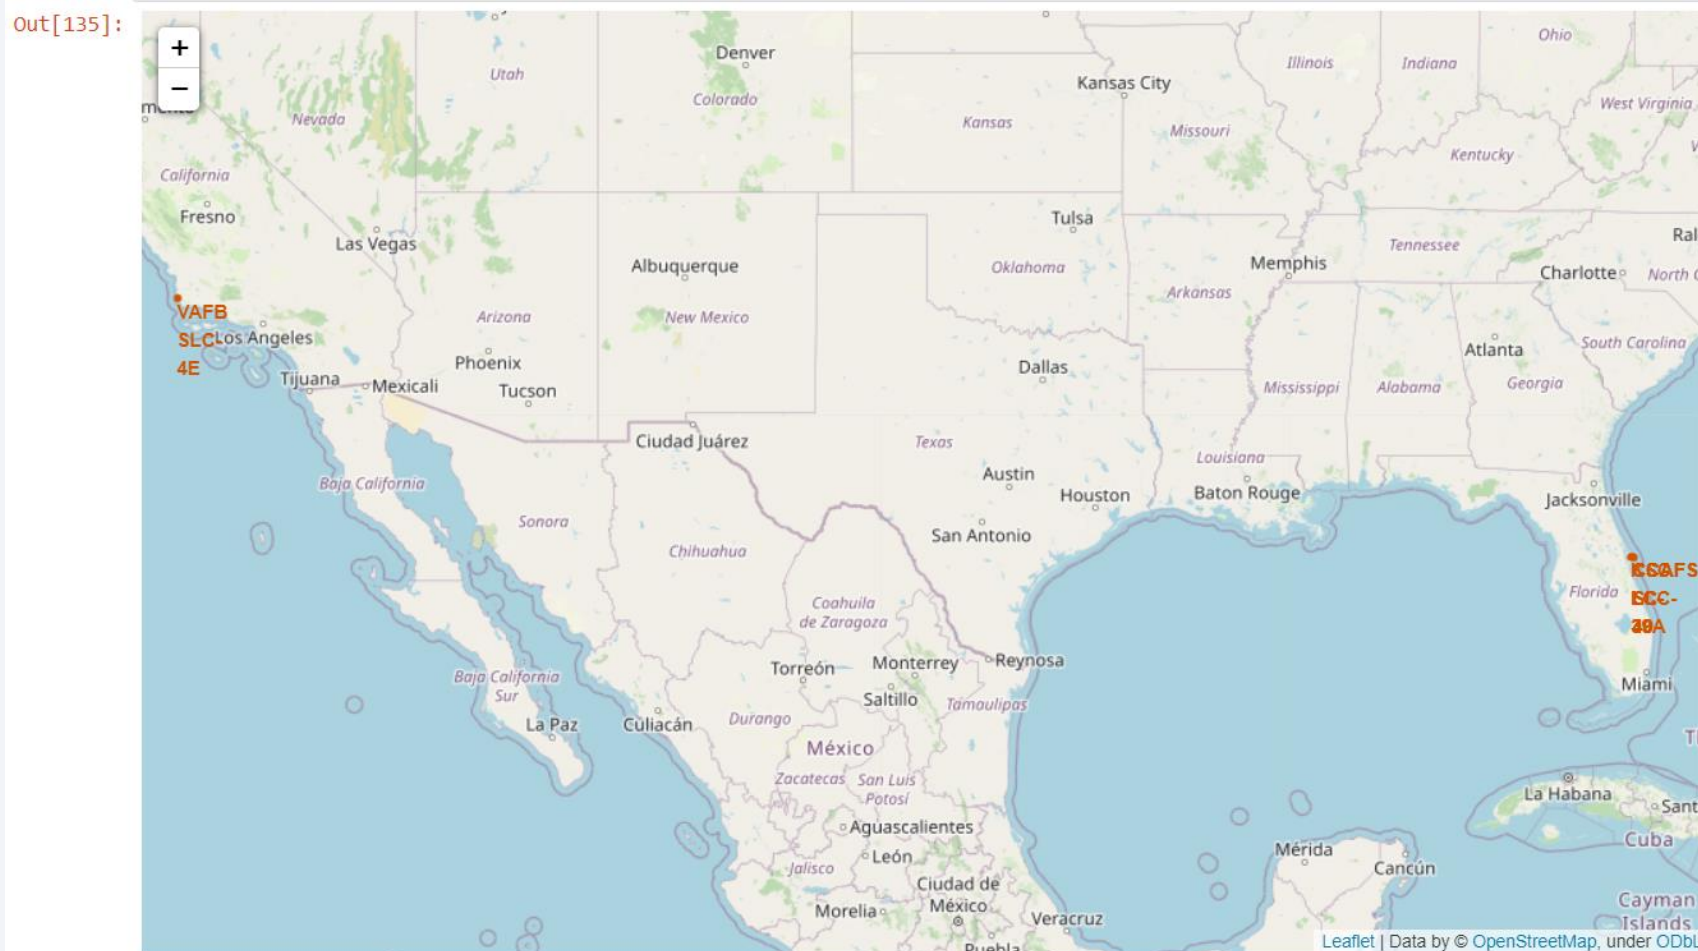 Out[135]:
+
−
Denver
Ohio
Utah
Illinois
Indiana
Kansas City
Colorado
West Virginia
Nevada
Kansas
Missouri
Kentucky
California
Fresno
Tulsa
Las Vegas
Tennessee
Albuquerque
Oklahoma
Memphis
Charlotte
North C
Arkansas
VAFB
SLC-
4E
Arizona
New Mexico
Los Angeles
South Carolina
Atlanta
Phoenix
Dallas
Tijuana
Mexicali
Tucson
Mississippi
Alabama
Georgia
Ciudad Juárez
Texas
Louisiana
Austin
Baja California
Houston
Baton Rouge
Jacksonville
Sonora
San Antonio
Chihuahua
Florida
Coahuila
de Zaragoza
Reynosa
Torreón
Monterrey
Baja California
Sur
Saltillo
Miami
Tamaulipas
La Paz
Culiacán
Durango
México
Zacatecas
San Luis
Potosí
La Habana
Sant
Aguascalientes
Cuba
León
Mérida
Jalisco
Cancún
Ciudad de
México
Morelia
Veracruz
Cayman
Islands
Puebla
Leaflet | Data by © OpenStreetMap, under ODb